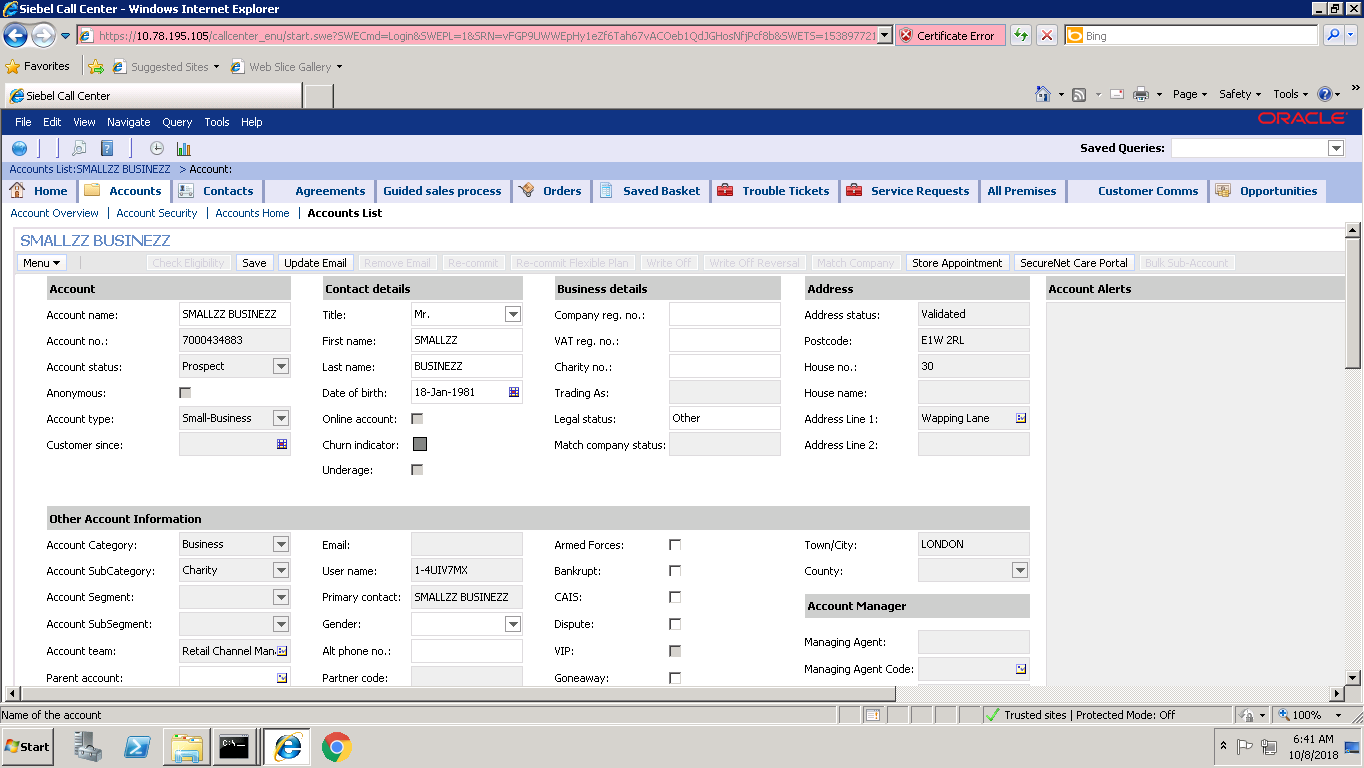 Siebel Call Center - Windows Internet Explorer
https://10.78.195.105/callcenter_enu/start.swe?SWECmd=Login&SWEPL=1&SRN=vFGP9UWWEpHy1eZf6Tah67vACOeb1QdJGHosNfjPcf8b&SWETS=153897721 Certificate Error Bing
Favorites Suggested Sites Web Slice Gallery
Siebel Call Center Page Safety Tools
File Edit View Navigate Query Tools Help ORACLE
Saved Queries:
Accounts List:SMALLZZ BUSINEZZ > Account:
Home Accounts Contacts Agreements Guided sales process Orders Saved Basket Trouble Tickets Service Requests All Premises Customer Comms Opportunities
Account Overview | Account Security | Accounts Home | Accounts List
SMALLZZ BUSINEZZ
Menu Check Eligibility Save Update Email Remove Email Re-commit Re-commit Flexible Plan Write Off Write Off Reversal Match Company Store Appointment SecureNet Care Portal Bulk Sub-Account
Account Contact details Business details Address Account Alerts
Account name: SMALLZZ BUSINEZZ Title: Mr. Company reg. no.: Address status: Validated
Account no.: 7000434883 First name: SMALLZZ VAT reg. no.: Postcode: E1W 2RL
Account status: Prospect Last name: BUSINEZZ Charity no.: House no.: 30
Anonymous: Date of birth: 18-Jan-1981 Trading As: House name:
Account type: Small-Business Online account: Legal status: Other Address Line 1: Wapping Lane
Customer since: Churn indicator: Match company status: Address Line 2:
Underage:
Other Account Information
Account Category: Business Email: Armed Forces: Town/City: LONDON
Account SubCategory: Charity User name: 1-4UIV7MX Bankrupt: County:
Account Segment: Primary contact: SMALLZZ BUSINEZZ CAIS: Account Manager
Account SubSegment: Gender: Dispute:
Account team: Retail Channel Man Alt phone no.: VIP: Managing Agent:
Parent account: Partner code: Goneaway: Managing Agent Code:
Name of the account Trusted sites | Protected Mode: Off 100%
Start 6:41 AM
10/8/2018